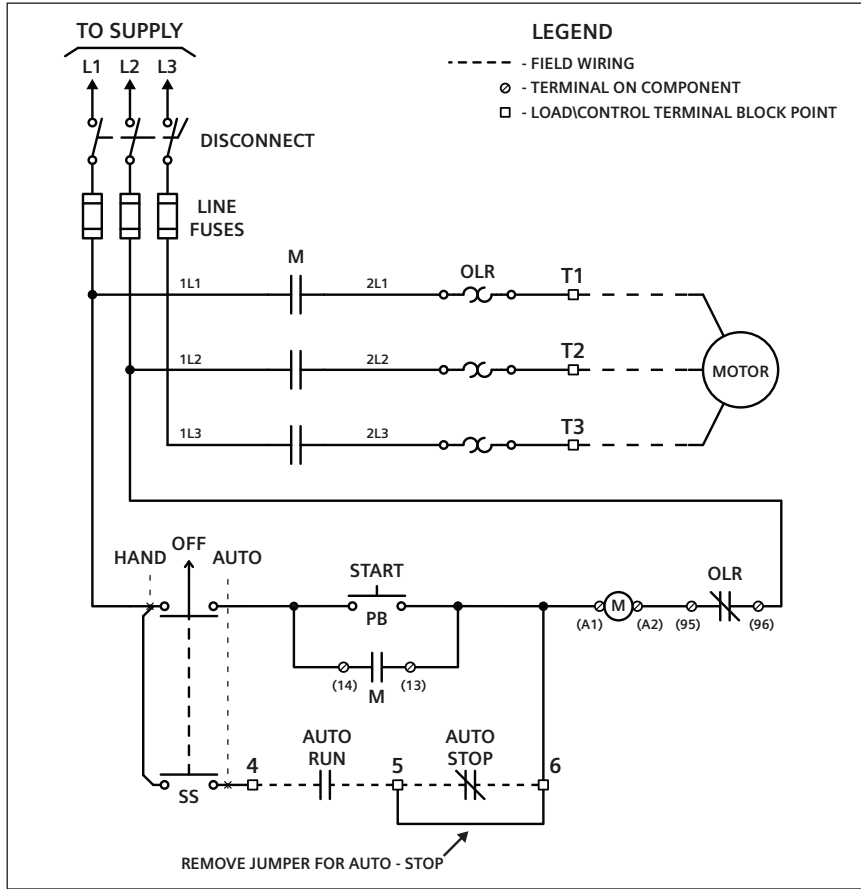 TO SUPPLY
L1 L2 L3
DISCONNECT
LINE
FUSES
LEGEND
- FIELD WIRING
- TERMINAL ON COMPONENT
- LOAD\CONTROL TERMINAL BLOCK POINT
M
OLR
1L1
2L1
T1
1L2
2L2
T2
MOTOR
1L3
2L3
T3
HAND
OFF
AUTO
START
PB
OLR
M
(A1)
(A2)
(95)
(96)
(14)
(13)
M
SS
4
AUTO
RUN
5
AUTO
STOP
6
REMOVE JUMPER FOR AUTO - STOP